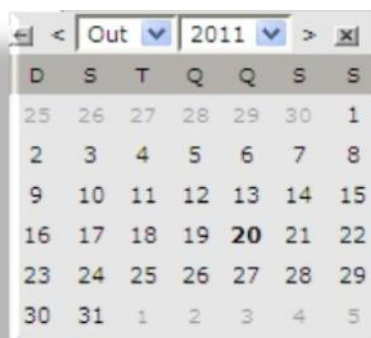 < Out 2011 > x
D S T Q Q S S
25 26 27 28 29 30 1
2 3 4 5 6 7 8
9 10 11 12 13 14 15
16 17 18 19 20 21 22
23 24 25 26 27 28 29
30 31 1 2 3 4 5